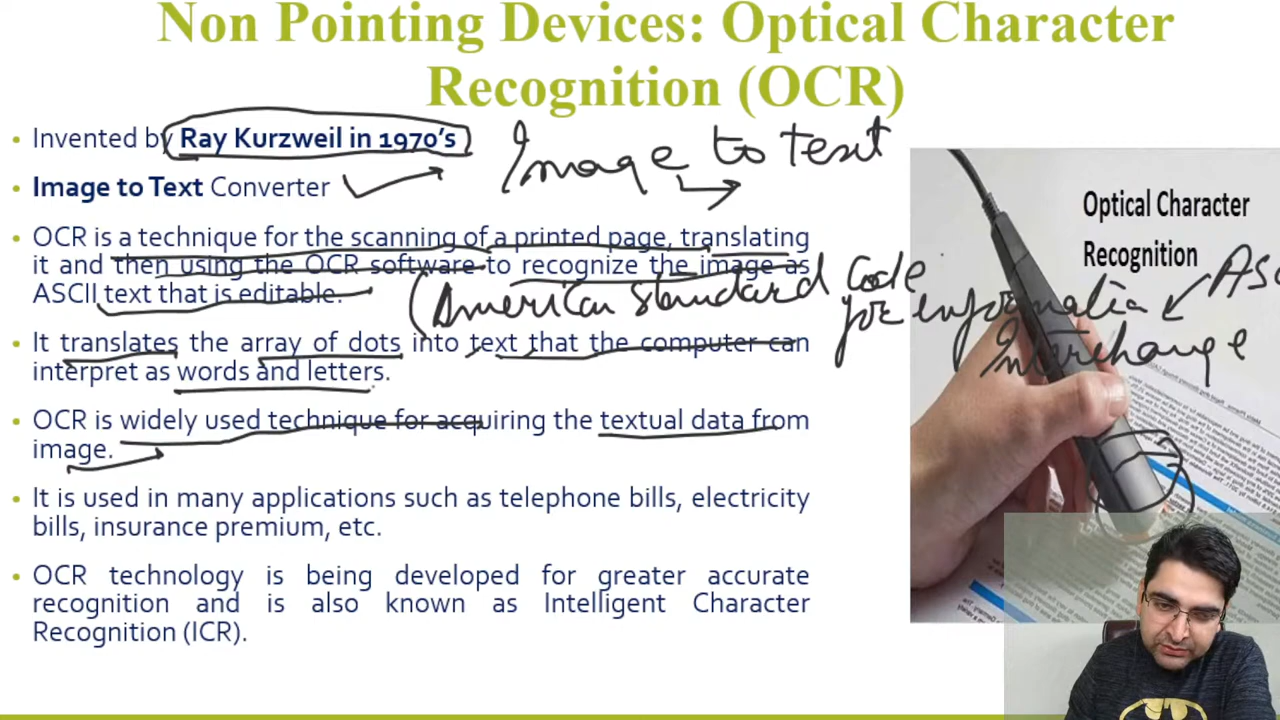 Non Pointing Devices: Optical Character
Recognition (OCR)
• Invented by Ray Kurzweil in 1970's
Image to text
• Image to Text Converter
• OCR is a technique for the scanning of a printed page, translating
it and then using the OCR software to recognize the image as
ASCII text that is editable.
(American standard Code
for information
Interchange
• It translates the array of dots into text that the computer can
interpret as words and letters.
• OCR is widely used technique for acquiring the textual data from
image.
• It is used in many applications such as telephone bills, electricity
bills, insurance premium, etc.
• OCR technology is being developed for greater accurate
recognition and is also known as Intelligent Character
Recognition (ICR).
Optical Character
Recognition
ASC